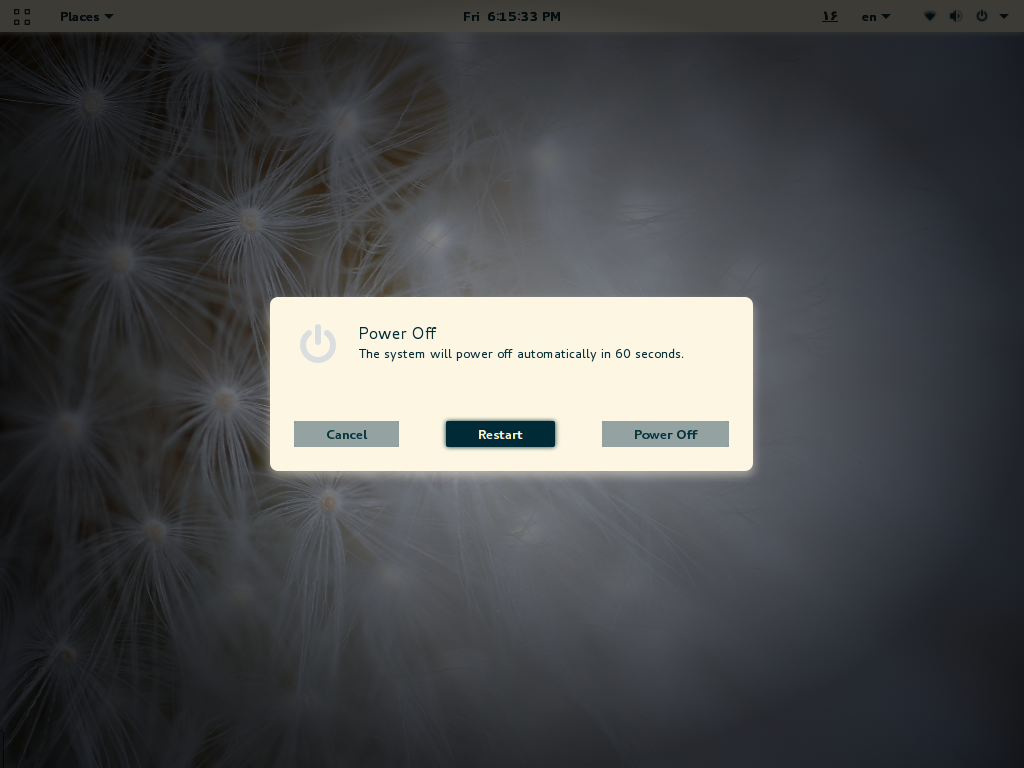 Places
Fri 6:15:33 PM
۱۶
en
Power Off
The system will power off automatically in 60 seconds.
Cancel
Restart
Power Off